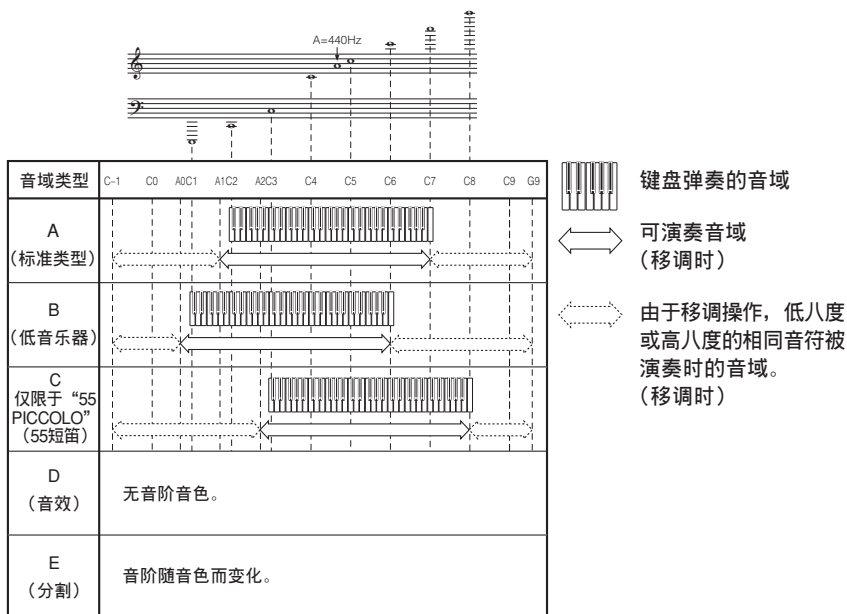 A=440Hz
音域类型 C-1 C0 A0C1 A1C2 A2C3 C4 C5 C6 C7 C8 C9 G9
A
（标准类型）
B
（低音乐器）
C
仅限于“55
PICCOLO”
（55短笛）
D
（音效）
无音阶音色。
E
（分割）
音阶随音色而变化。
键盘弹奏的音域
可演奏音域
（移调时）
由于移调操作，低八度
或高八度的相同音符被
演奏时的音域。
（移调时）